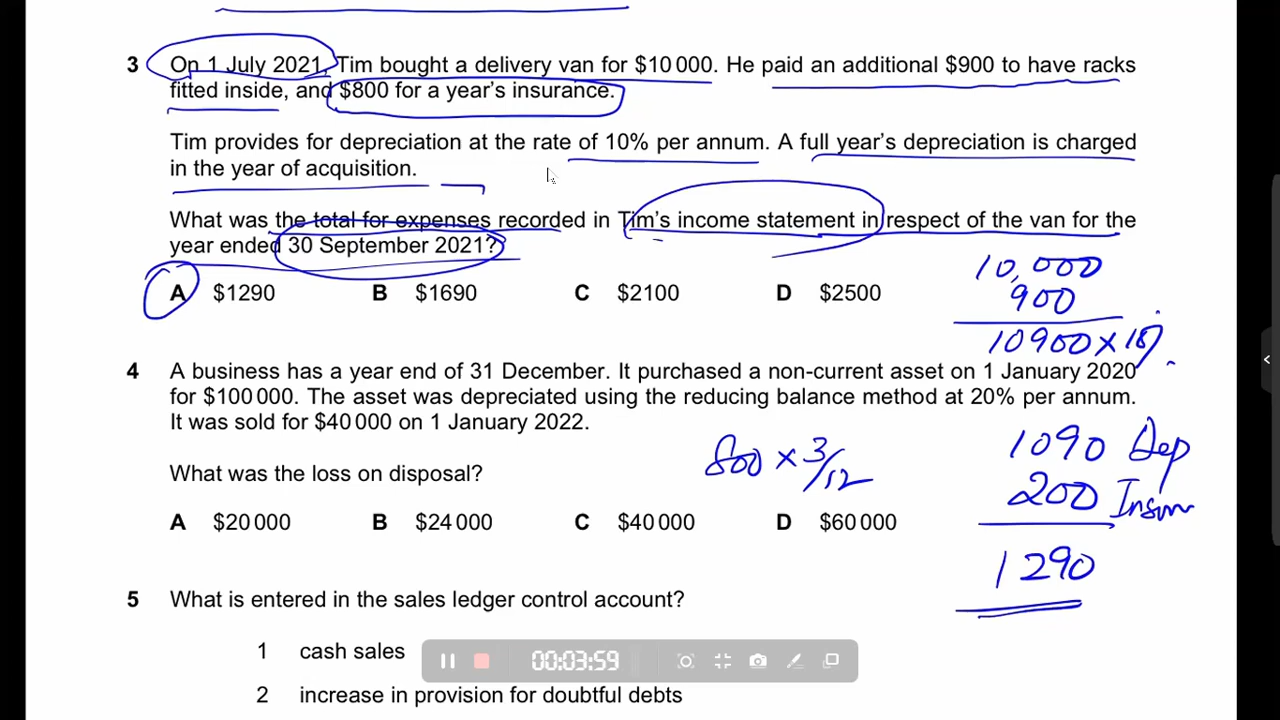 3 On 1 July 2021, Tim bought a delivery van for $10 000. He paid an additional $900 to have racks
fitted inside, and $800 for a year's insurance.
Tim provides for depreciation at the rate of 10% per annum. A full year's depreciation is charged
in the year of acquisition.
What was the total for expenses recorded in Tim's income statement in respect of the van for the
year ended 30 September 2021?
A $1290 B $1690 C $2100 D $2500
10,000
900
10900 × 10%
4 A business has a year end of 31 December. It purchased a non-current asset on 1 January 2020
for $100 000. The asset was depreciated using the reducing balance method at 20% per annum.
It was sold for $40 000 on 1 January 2022.
800 × 3/12
1090 Dep
200 Insur
1290
What was the loss on disposal?
A $20 000 B $24 000 C $40 000 D $60 000
5 What is entered in the sales ledger control account?
1 cash sales
00:03:59
2 increase in provision for doubtful debts